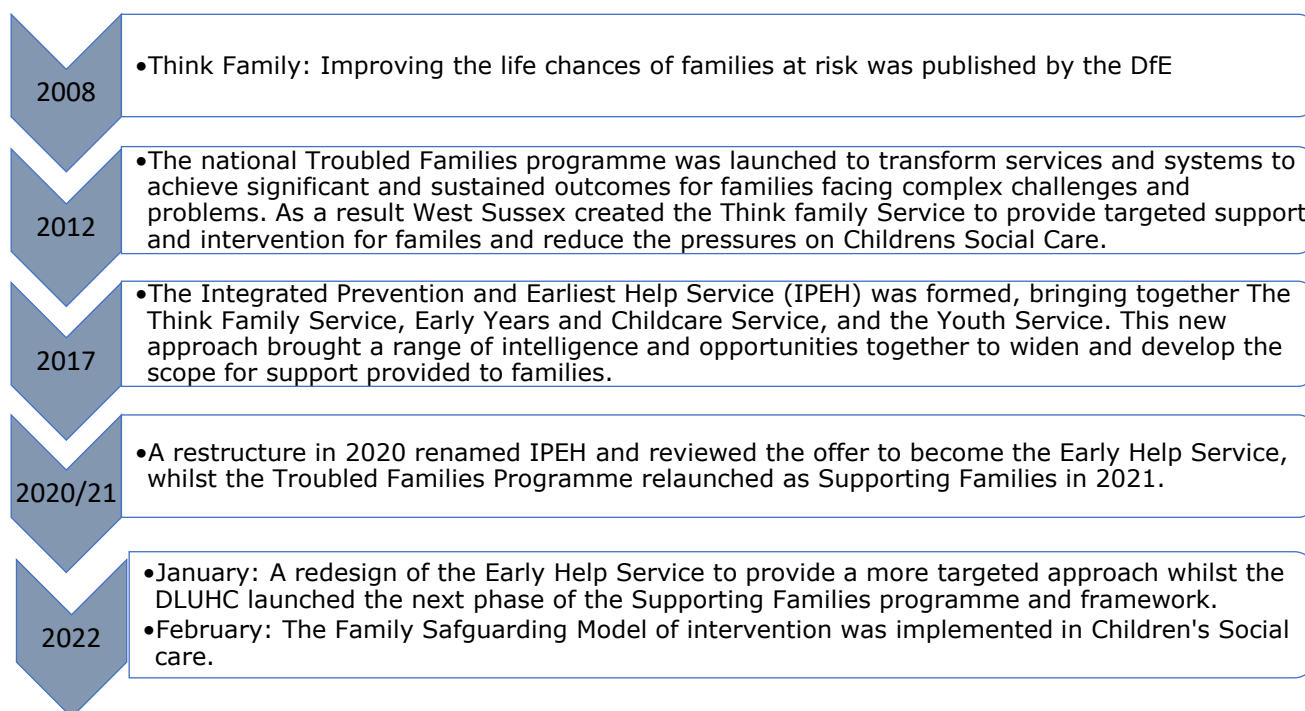 2008
•Think Family: Improving the life chances of families at risk was published by the DfE
2012
•The national Troubled Families programme was launched to transform services and systems to
achieve significant and sustained outcomes for families facing complex challenges and
problems. As a result West Sussex created the Think family Service to provide targeted support
and intervention for familes and reduce the pressures on Childrens Social Care.
2017
•The Integrated Prevention and Earliest Help Service (IPEH) was formed, bringing together The
Think Family Service, Early Years and Childcare Service, and the Youth Service. This new
approach brought a range of intelligence and opportunities together to widen and develop the
scope for support provided to families.
2020/21
•A restructure in 2020 renamed IPEH and reviewed the offer to become the Early Help Service,
whilst the Troubled Families Programme relaunched as Supporting Families in 2021.
2022
•January: A redesign of the Early Help Service to provide a more targeted approach whilst the
DLUHC launched the next phase of the Supporting Families programme and framework.
•February: The Family Safguarding Model of intervention was implemented in Children's Social
care.